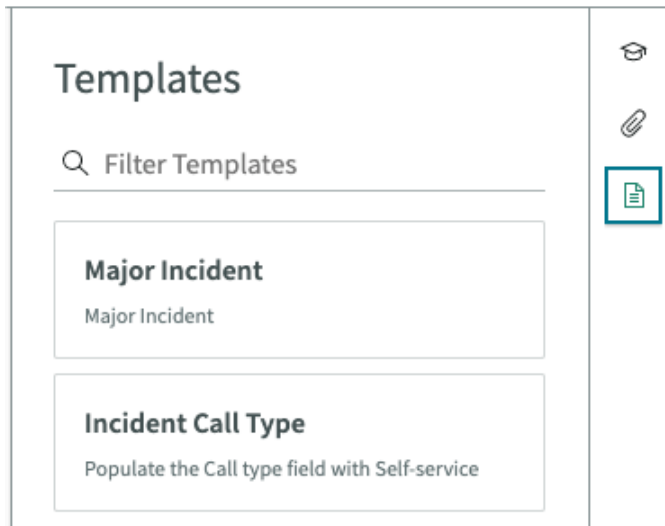 Templates
Filter Templates
Major Incident
Major Incident
Incident Call Type
Populate the Call type field with Self-service